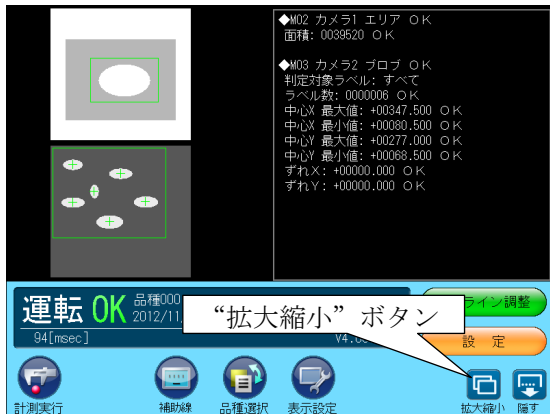 ◆M02 カメラ1 エリア OK
面積: 0039520 OK
◆M03 カメラ2 ブロブ OK
判定対象ラベル: すべて
ラベル数: 0000006 OK
中心X 最大値: +00347.500 OK
中心X 最小値: +00080.500 OK
中心Y 最大値: +00277.000 OK
中心Y 最小値: +00068.500 OK
ずれX: +00000.000 OK
ずれY: +00000.000 OK
運転 OK 品種000
2012/11
94[msec]
“拡大縮小”ボタン
ライン調整
設 定
計測実行
補助線
品種選択
表示設定
拡大縮小
隠す